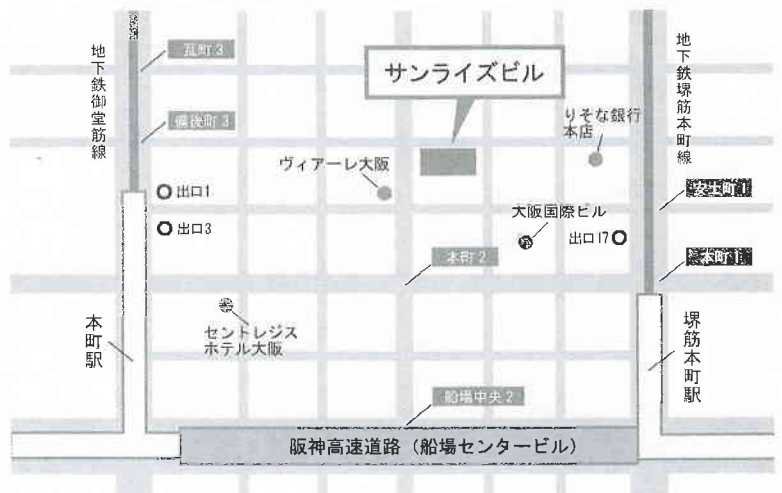 瓦町3
地下鉄御堂筋線
サンライズビル
地下鉄堺筋本町線
備後町3
りそな銀行
本店
ヴィアーレ大阪
出口1
安土町1
大阪国際ビル
出口3
出口17
本町2
本町1
セントレジス
ホテル大阪
本町駅
堺筋本町駅
船場中央2
阪神高速道路（船場センタービル）